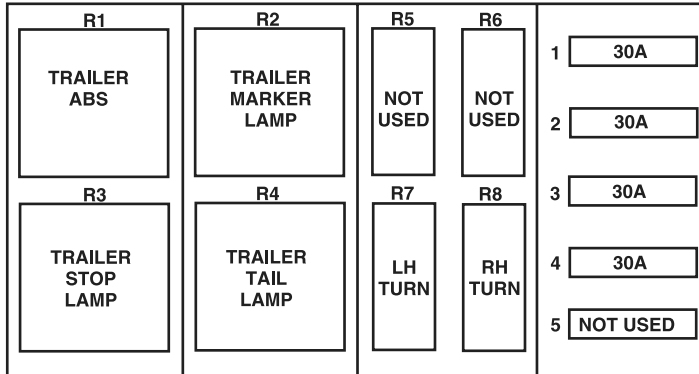 R1
TRAILER
ABS
R2
TRAILER
MARKER
LAMP
R5
NOT
USED
R6
NOT
USED
R3
TRAILER
STOP
LAMP
R4
TRAILER
TAIL
LAMP
R7
LH
TURN
R8
RH
TURN
1 30A
2 30A
3 30A
4 30A
5 NOT USED